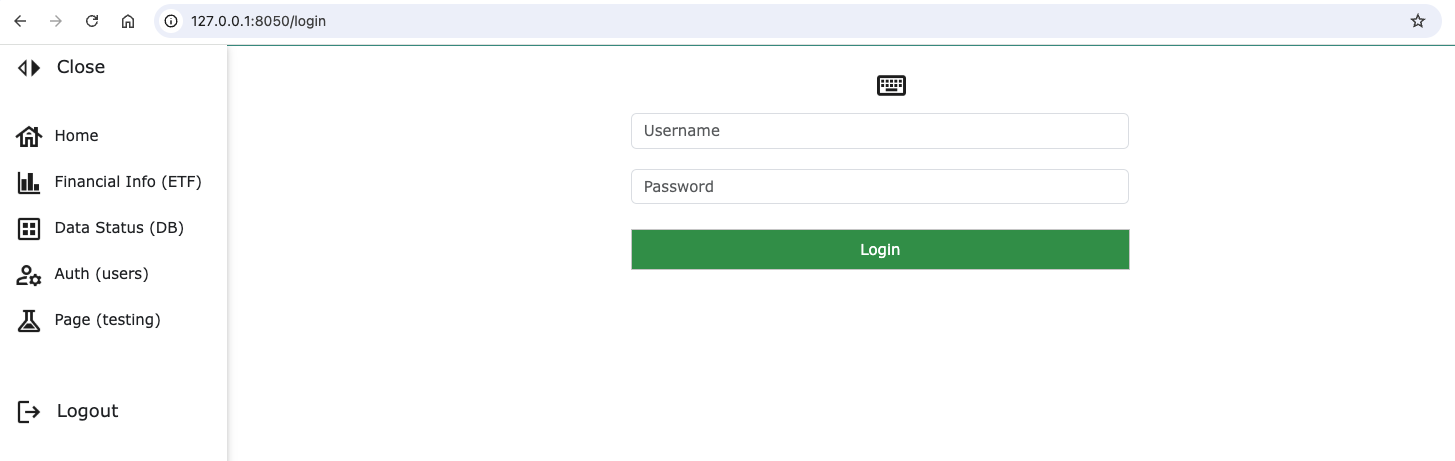 127.0.0.1:8050/login
Close
Home
Financial Info (ETF)
Data Status (DB)
Auth (users)
Page (testing)
Logout
Username
Password
Login